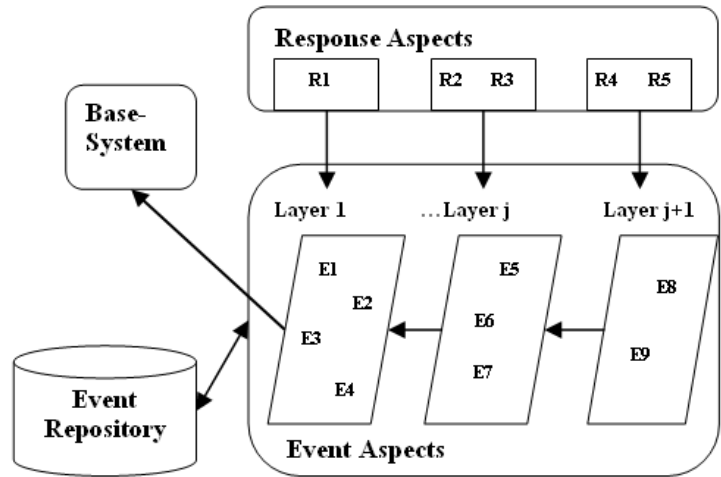 Response Aspects
R1
R2 R3
R4 R5
Base-
System
Layer 1
...Layer j
Layer j+1
E1
E2
E3
E4
E5
E6
E7
E8
E9
Event
Repository
Event Aspects